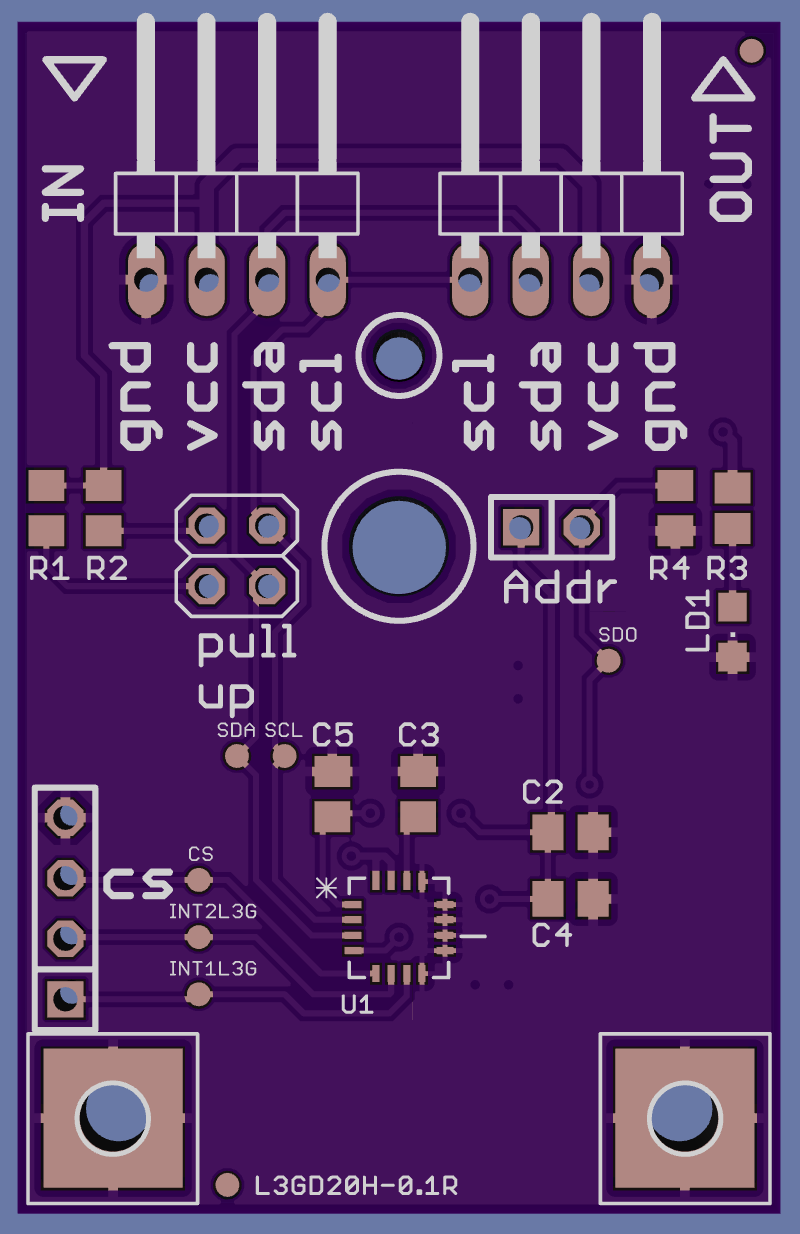 IN
OUT
gnd vcc sda scl scl sda vcc gnd
R1 R2
R4 R3
Addr
LD1
pull
up
SDO
SDA SCL
C5 C3
C2
CS
cs
INT2L3G
C4
INT1L3G
U1
L3GD20H-0.1R